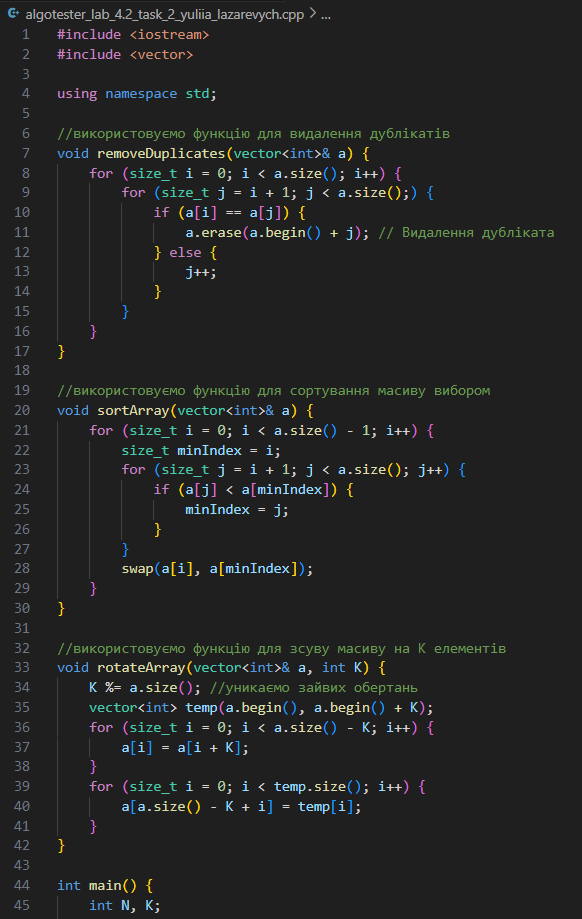 algotester_lab_4.2_task_2_yuliia_lazarevych.cpp > ...
1 #include <iostream>
2 #include <vector>
3
4 using namespace std;
5
6 //використовуємо функцію для видалення дублікатів
7 void removeDuplicates(vector<int>& a) {
8     for (size_t i = 0; i < a.size(); i++) {
9         for (size_t j = i + 1; j < a.size();) {
10             if (a[i] == a[j]) {
11                 a.erase(a.begin() + j); // Видалення дубліката
12             } else {
13                 j++;
14             }
15         }
16     }
17 }
18
19 //використовуємо функцію для сортування масиву вибором
20 void sortArray(vector<int>& a) {
21     for (size_t i = 0; i < a.size() - 1; i++) {
22         size_t minIndex = i;
23         for (size_t j = i + 1; j < a.size(); j++) {
24             if (a[j] < a[minIndex]) {
25                 minIndex = j;
26             }
27         }
28         swap(a[i], a[minIndex]);
29     }
30 }
31
32 //використовуємо функцію для зсуву масиву на К елементів
33 void rotateArray(vector<int>& a, int K) {
34     K %= a.size(); //уникаємо зайвих обертань
35     vector<int> temp(a.begin(), a.begin() + K);
36     for (size_t i = 0; i < a.size() - K; i++) {
37         a[i] = a[i + K];
38     }
39     for (size_t i = 0; i < temp.size(); i++) {
40         a[a.size() - K + i] = temp[i];
41     }
42 }
43
44 int main() {
45     int N, K;